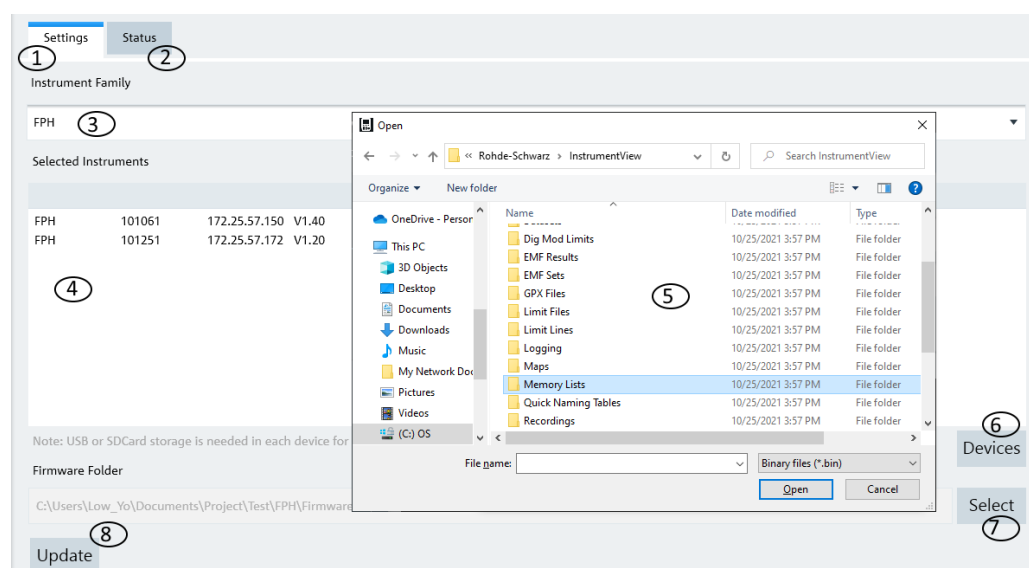 Settings
Status
1
2
Instrument Family
FPH
3
Open
« Rohde-Schwarz > InstrumentView
Search InstrumentView
Selected Instruments
Organize
New folder
FPH 101061 172.25.57.150 V1.40
FPH 101251 172.25.57.172 V1.20
4
OneDrive - Person
This PC
3D Objects
Desktop
Documents
Downloads
Music
My Network Doc
Pictures
Videos
(C:) OS
Name Date modified Type
Dig Mod Limits 10/25/2021 3:57 PM File folder
EMF Results 10/25/2021 3:57 PM File folder
EMF Sets 10/25/2021 3:57 PM File folder
GPX Files 10/25/2021 3:57 PM File folder
Limit Files 10/25/2021 3:57 PM File folder
Limit Lines 10/25/2021 3:57 PM File folder
Logging 10/25/2021 3:57 PM File folder
Maps 10/25/2021 3:57 PM File folder
Memory Lists 10/25/2021 3:57 PM File folder
Quick Naming Tables 10/25/2021 3:57 PM File folder
Recordings 10/25/2021 3:57 PM File folder
5
File name:
Binary files (*.bin)
Open
Cancel
Note: USB or SDCard storage is needed in each device for
6
Devices
Firmware Folder
C:\Users\Low_Yo\Documents\Project\Test\FPH\Firmware
Select
7
8
Update